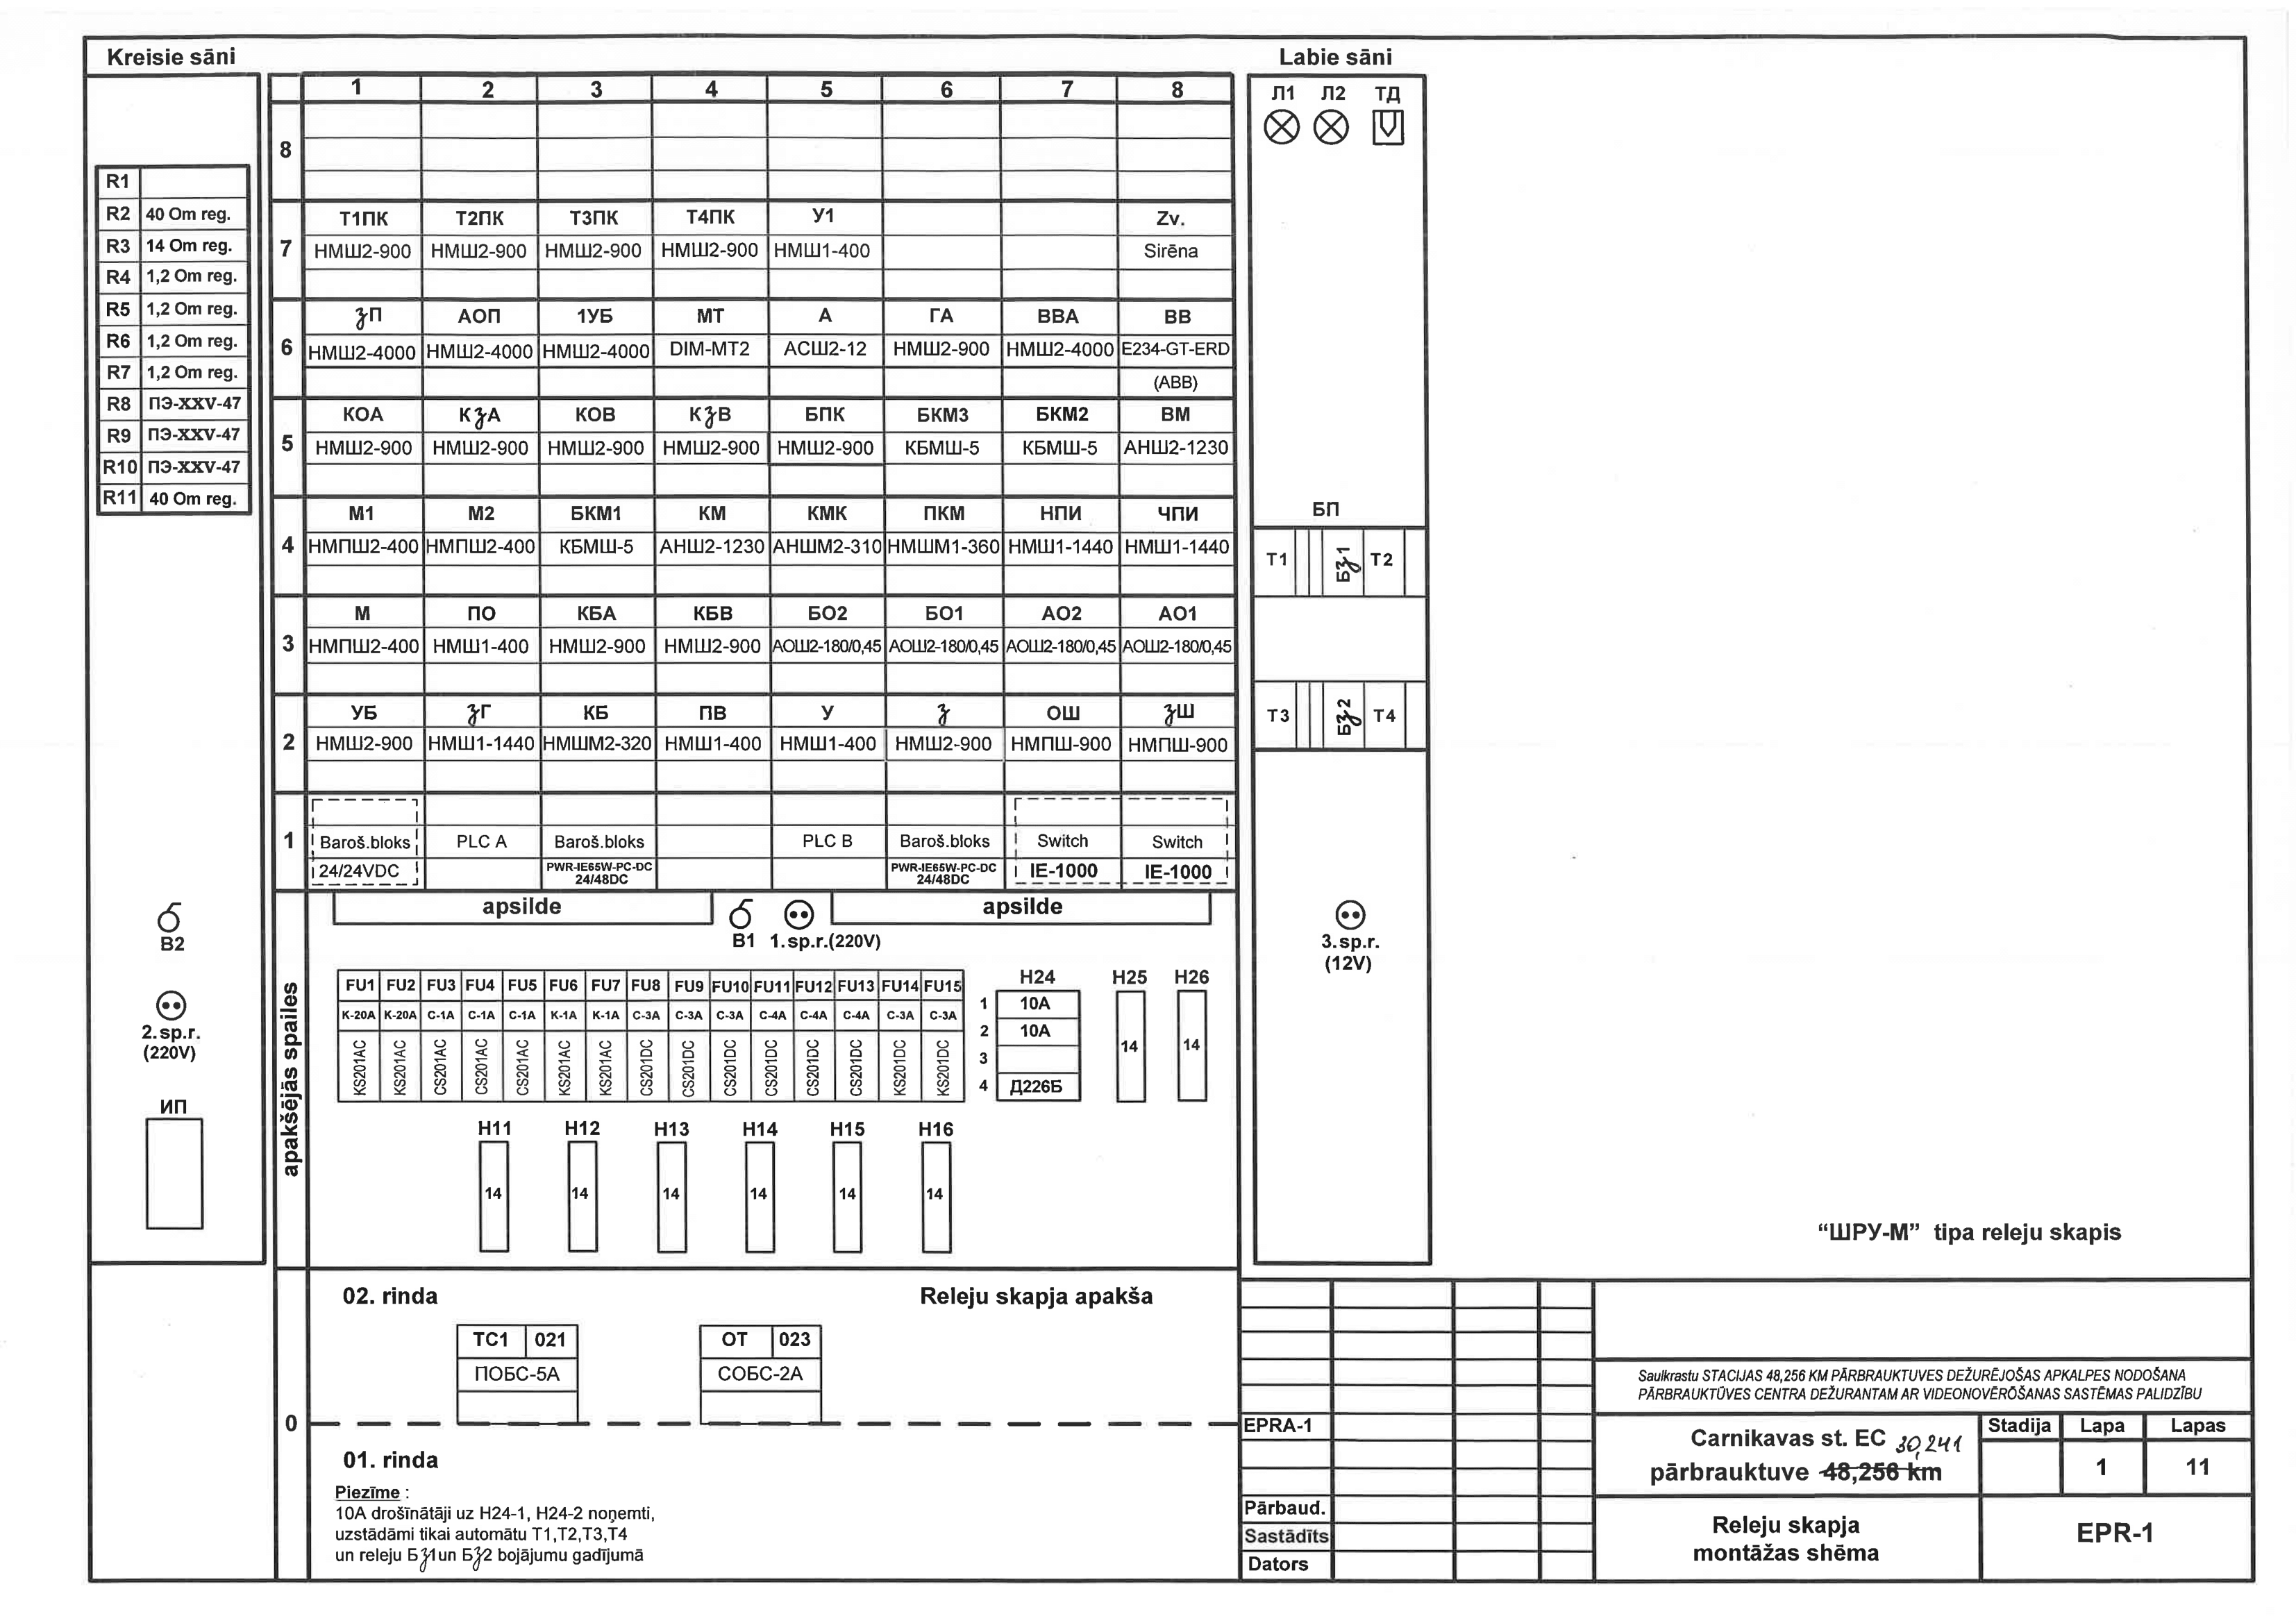 Kreisie sāni
Labie sāni
1 2 3 4 5 6 7 8
8
R1
R2 40 Om reg.
R3 14 Om reg.
R4 1,2 Om reg.
R5 1,2 Om reg.
R6 1,2 Om reg.
R7 1,2 Om reg.
R8 ПЭ-XXV-47
R9 ПЭ-XXV-47
R10 ПЭ-XXV-47
R11 40 Om reg.
B2
2.sp.r.
(220V)
ИП
Т1ПК Т2ПК Т3ПК Т4ПК У1 Zv.
7 НМШ2-900 НМШ2-900 НМШ2-900 НМШ2-900 НМШ1-400 Sirēna
ʒП АОП 1УБ МТ А ГА ВВА ВВ
6 НМШ2-4000 НМШ2-4000 НМШ2-4000 DIM-MT2 АСШ2-12 НМШ2-900 НМШ2-4000 E234-GT-ERD
(ABB)
КОА КʒА КОВ КʒВ БПК БКМ3 БКМ2 ВМ
5 НМШ2-900 НМШ2-900 НМШ2-900 НМШ2-900 НМШ2-900 КБМШ-5 КБМШ-5 АНШ2-1230
М1 М2 БКМ1 КМ КМК ПКМ НПИ ЧПИ
4 НМПШ2-400 НМПШ2-400 КБМШ-5 АНШ2-1230 АНШМ2-310 НМШМ1-360 НМШ1-1440 НМШ1-1440
М ПО КБА КБВ БО2 БО1 АО2 АО1
3 НМПШ2-400 НМШ1-400 НМШ2-900 НМШ2-900 АОШ2-180/0,45 АОШ2-180/0,45 АОШ2-180/0,45 АОШ2-180/0,45
УБ ʒГ КБ ПВ У ʒ ОШ ʒШ
2 НМШ2-900 НМШ1-1440 НМШМ2-320 НМШ1-400 НМШ1-400 НМШ2-900 НМПШ-900 НМПШ-900
1 Baroš.bloks PLC A Baroš.bloks PLC B Baroš.bloks Switch Switch
24/24VDC PWR-IE65W-PC-DC PWR-IE65W-PC-DC IE-1000 IE-1000
24/48DC 24/48DC
apsilde apsilde
B1 1.sp.r.(220V)
apakšējās spailes
FU1 FU2 FU3 FU4 FU5 FU6 FU7 FU8 FU9 FU10 FU11 FU12 FU13 FU14 FU15
K-20A K-20A C-1A C-1A C-1A K-1A K-1A C-3A C-3A C-3A C-4A C-4A C-4A C-3A C-3A
KS201AC KS201AC CS201AC CS201AC CS201AC KS201AC KS201AC CS201DC CS201DC CS201DC CS201DC CS201DC CS201DC KS201DC KS201DC
H24 H25 H26
1 10A
2 10A
3
4 Д226Б
14 14
H11 H12 H13 H14 H15 H16
14 14 14 14 14 14
02. rinda Releju skapja apakša
TC1 021
ПОБС-5А
ОТ 023
СОБС-2А
0
01. rinda
Piezīme :
10A drošīnātāji uz H24-1, H24-2 noņemti,
uzstādāmi tikai automātu T1,T2,T3,T4
un releju Бʒ1un Бʒ2 bojājumu gadījumā
Л1 Л2 ТД
БП
Т1 Бʒ1 Т2
Т3 Бʒ2 Т4
3.sp.r.
(12V)
“ШРУ-М” tipa releju skapis
Saulkrastu STACIJAS 48,256 KM PĀRBRAUKTUVES DEŽURĒJOŠAS APKALPES NODOŠANA
PĀRBRAUKTŪVES CENTRA DEŽURANTAM AR VIDEONOVĒRŌŠANAS SASTĒMAS PALIDZĪBU
EPRA-1
Carnikavas st. EC 30,241
pārbrauktuve 48,256 km
Stadija Lapa Lapas
1 11
Pārbaud.
Sastādīts
Dators
Releju skapja
montāžas shēma
EPR-1